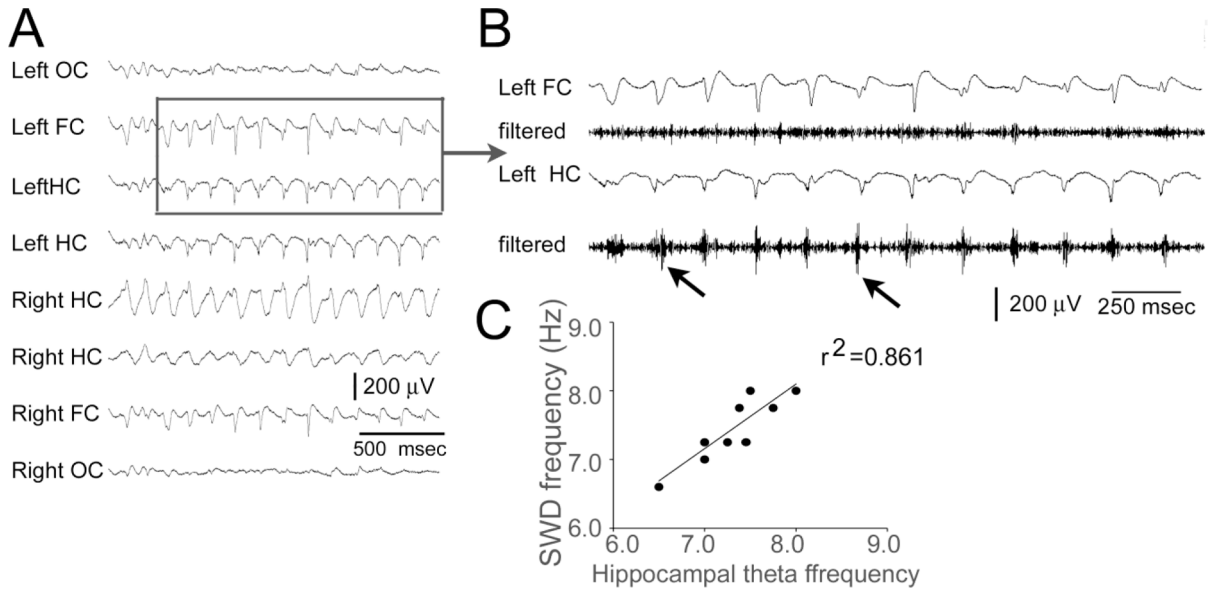 A
Left OC
Left FC
LeftHC
Left HC
Right HC
Right HC
200 μV
Right FC
500 msec
Right OC
B
Left FC
filtered
Left HC
filtered
200 μV 250 msec
C
SWD frequency (Hz)
9.0
8.0
7.0
6.0
r2=0.861
6.0 7.0 8.0 9.0
Hippocampal theta ffrequency